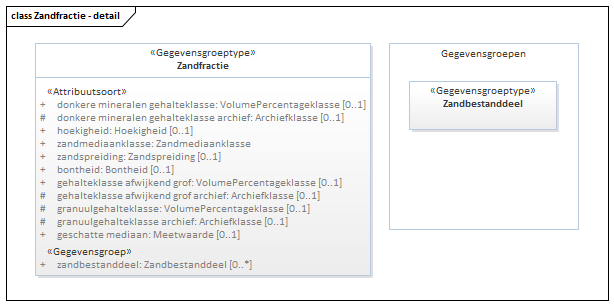 class Zandfractie - detail
«Gegevensgroeptype»
Zandfractie
«Attribuutsoort»
+ donkere mineralen gehalteklasse: VolumePercentageklasse [0..1]
# donkere mineralen gehalteklasse archief: Archiefklasse [0..1]
+ hoekigheid: Hoekigheid [0..1]
+ zandmediaanklasse: Zandmediaanklasse
+ zandspreiding: Zandspreiding [0..1]
+ bontheid: Bontheid [0..1]
+ gehalteklasse afwijkend grof: VolumePercentageklasse [0..1]
# gehalteklasse afwijkend grof archief: Archiefklasse [0..1]
# granuulgehalteklasse: VolumePercentageklasse [0..1]
# granuulgehalteklasse archief: Archiefklasse [0..1]
+ geschatte mediaan: Meetwaarde [0..1]
«Gegevensgroep»
+ zandbestanddeel: Zandbestanddeel [0..*]
Gegevensgroepen
«Gegevensgroeptype»
Zandbestanddeel